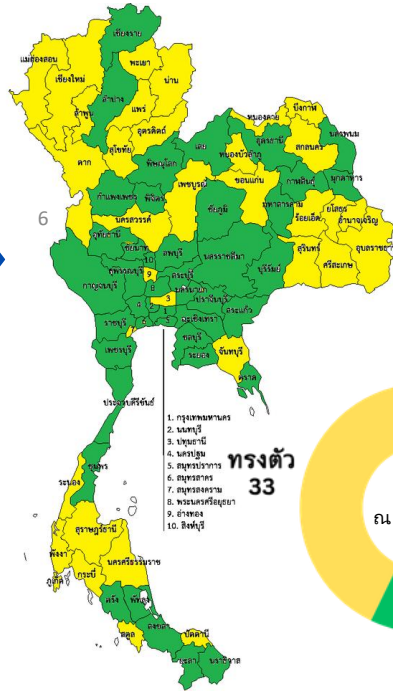 เชียงราย
แม่ฮ่องสอน
พะเยา
เชียงใหม่
น่าน
ลำปาง
ลำพูน
แพร่
อุตรดิตถ์
บึงกาฬ
หนองคาย
สุโขทัย
เลย
อุดรธานี
นครพนม
ตาก
พิษณุโลก
หนองบัวลำภู
สกลนคร
เพชรบูรณ์
ขอนแก่น
กาฬสินธุ์
มุกดาหาร
กำแพงเพชร
พิจิตร
6
นครสวรรค์
ชัยภูมิ
มหาสารคาม
ร้อยเอ็ด
ยโสธร
อำนาจเจริญ
อุทัยธานี
ชัยนาท
ลพบุรี
นครราชสีมา
บุรีรัมย์
สุรินทร์
ศรีสะเกษ
อุบลราชธานี
10
สุพรรณบุรี
9
สระบุรี
กาญจนบุรี
8
นครนายก
ปราจีนบุรี
3
4
2
สระแก้ว
1
ฉะเชิงเทรา
ราชบุรี
6
5
ชลบุรี
เพชรบุรี
ระยอง
จันทบุรี
ตราด
ประจวบคีรีขันธ์
1. กรุงเทพมหานคร
2. นนทบุรี
3. ปทุมธานี
4. นครปฐม
5. สมุทรปราการ
6. สมุทรสาคร
7. สมุทรสงคราม
8. พระนครศรีอยุธยา
9. อ่างทอง
10. สิงห์บุรี
ทรงตัว
33
ณ
ชุมพร
ระนอง
สุราษฎร์ธานี
พังงา
กระบี่
นครศรีธรรมราช
ภูเก็ต
ตรัง
พัทลุง
สงขลา
สตูล
ปัตตานี
ยะลา
นราธิวาส